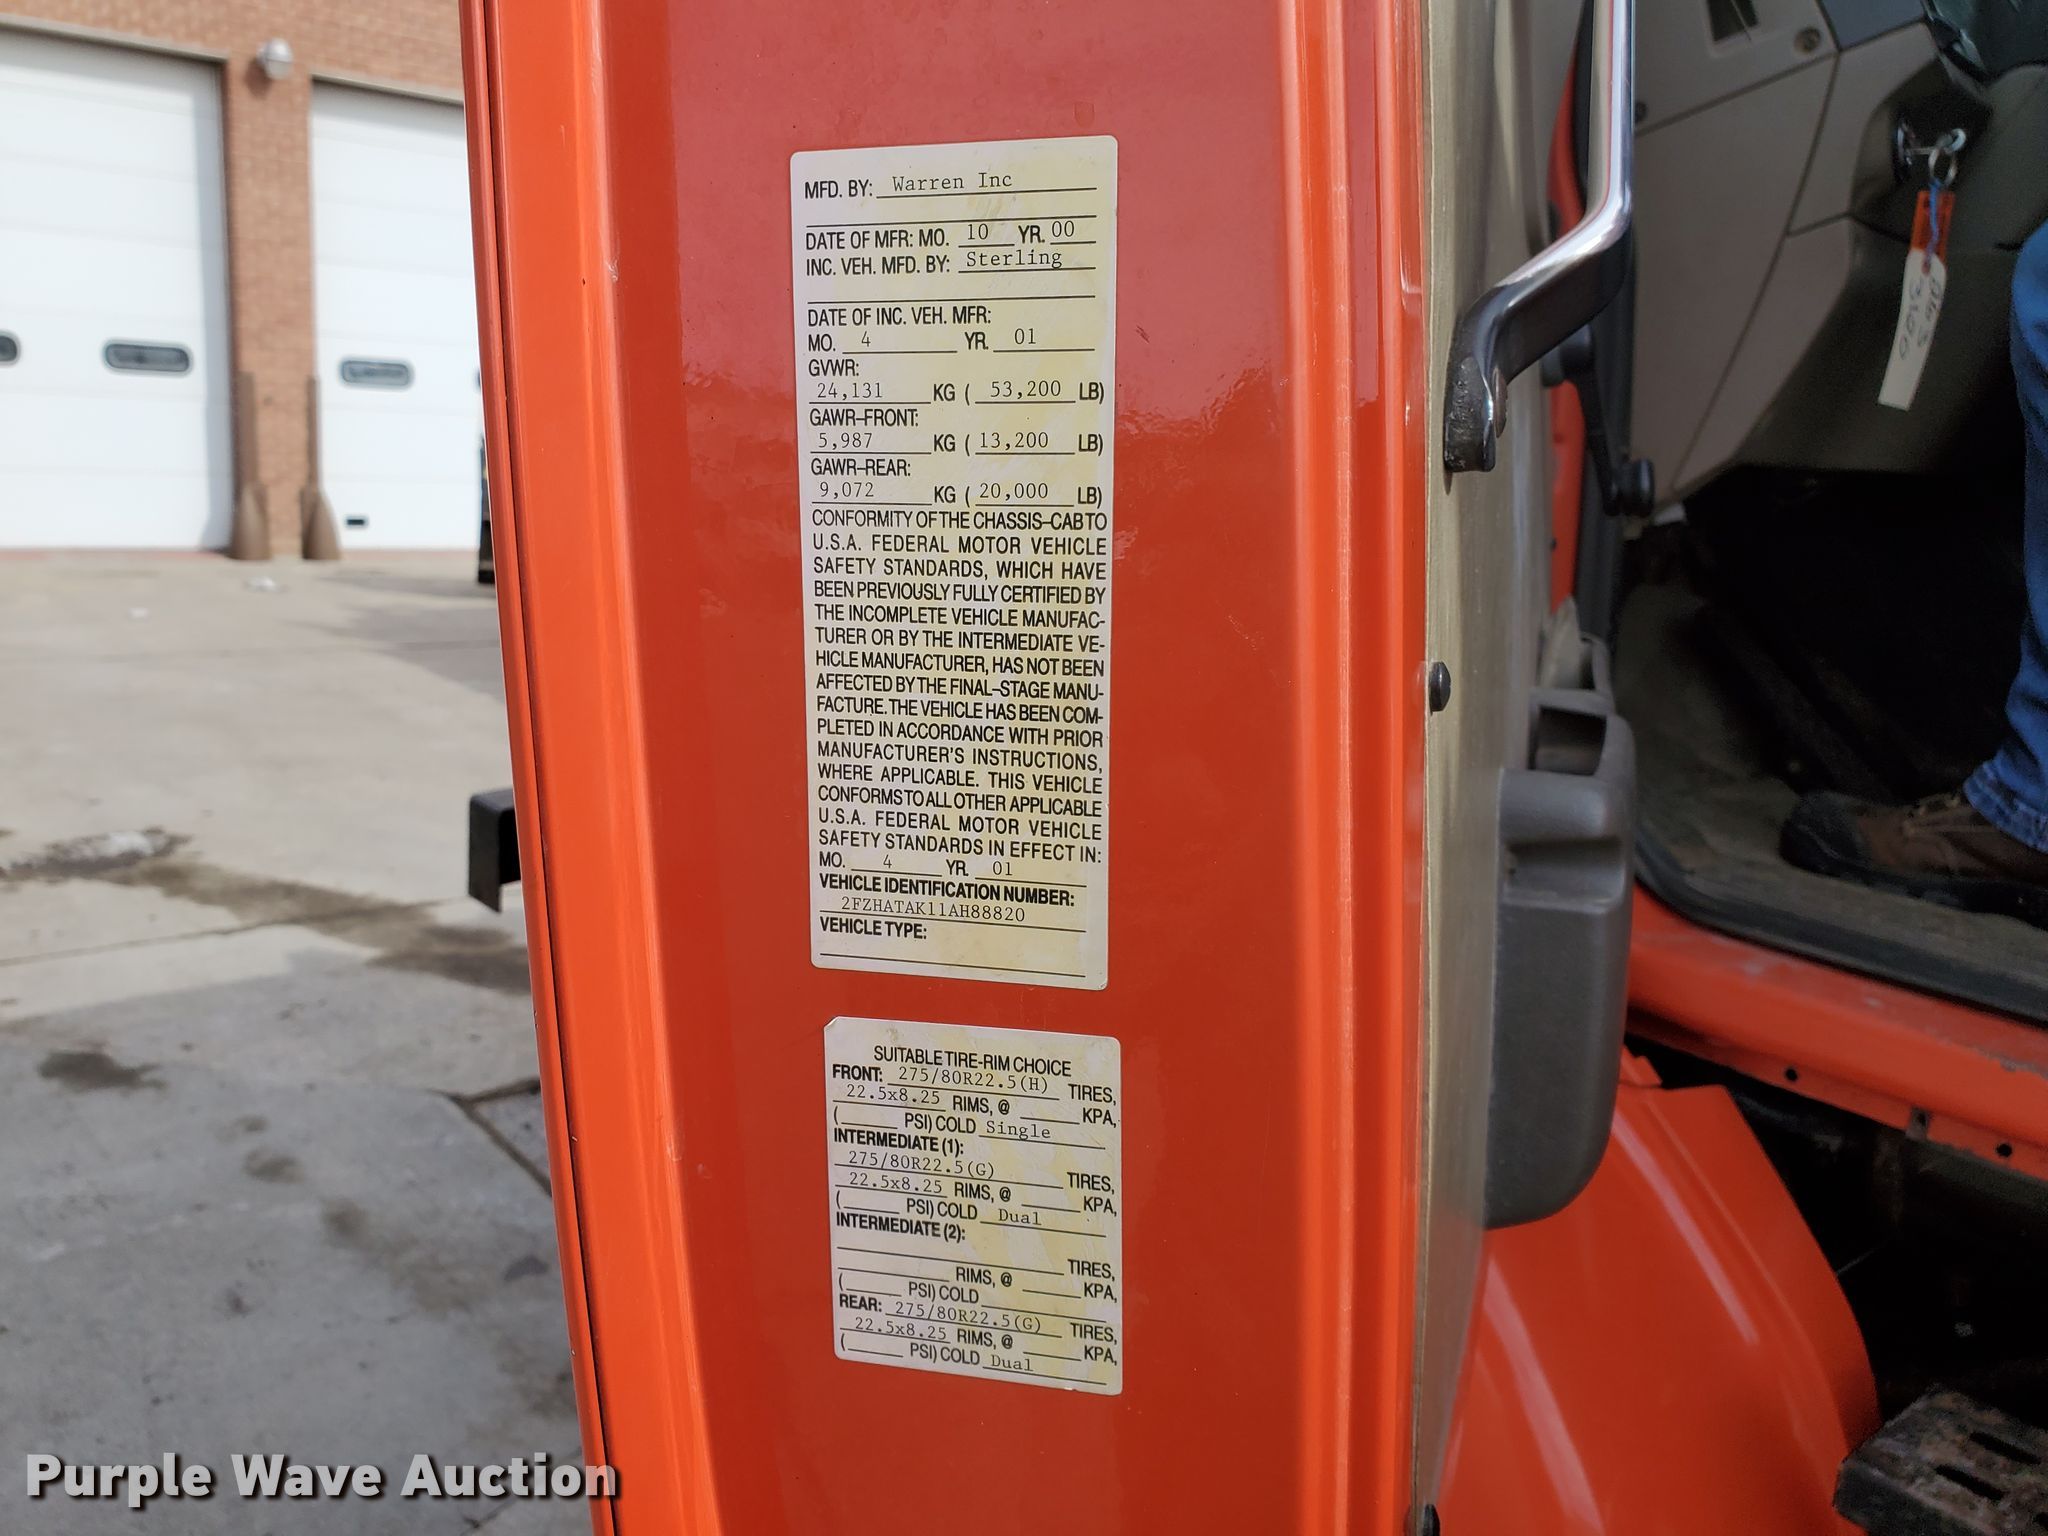 MFD. BY: Warren Inc
DATE OF MFR: MO. 10 YR. 00
INC. VEH. MFD. BY: Sterling
DATE OF INC. VEH. MFR:
MO. 4 YR. 01
GVWR:
24,131 KG ( 53,200 LB)
GAWR–FRONT:
5,987 KG ( 13,200 LB)
GAWR–REAR:
9,072 KG ( 20,000 LB)
CONFORMITY OF THE CHASSIS–CAB TO
U.S.A. FEDERAL MOTOR VEHICLE
SAFETY STANDARDS, WHICH HAVE
BEEN PREVIOUSLY FULLY CERTIFIED BY
THE INCOMPLETE VEHICLE MANUFAC-
TURER OR BY THE INTERMEDIATE VE-
HICLE MANUFACTURER, HAS NOT BEEN
AFFECTED BY THE FINAL–STAGE MANU-
FACTURE. THE VEHICLE HAS BEEN COM-
PLETED IN ACCORDANCE WITH PRIOR
MANUFACTURER'S INSTRUCTIONS,
WHERE APPLICABLE. THIS VEHICLE
CONFORMS TO ALL OTHER APPLICABLE
U.S.A. FEDERAL MOTOR VEHICLE
SAFETY STANDARDS IN EFFECT IN:
MO. 4 YR. 01
VEHICLE IDENTIFICATION NUMBER:
2FZHATAK11AH88820
VEHICLE TYPE:
SUITABLE TIRE-RIM CHOICE
FRONT: 275/80R22.5(H) TIRES,
22.5x8.25 RIMS, @ KPA,
( PSI) COLD Single
INTERMEDIATE (1):
275/80R22.5(G) TIRES,
22.5x8.25 RIMS, @ KPA,
( PSI) COLD Dual
INTERMEDIATE (2):
TIRES,
RIMS, @ KPA,
( PSI) COLD
REAR: 275/80R22.5(G) TIRES,
22.5x8.25 RIMS, @ KPA,
( PSI) COLD Dual
Purple Wave Auction